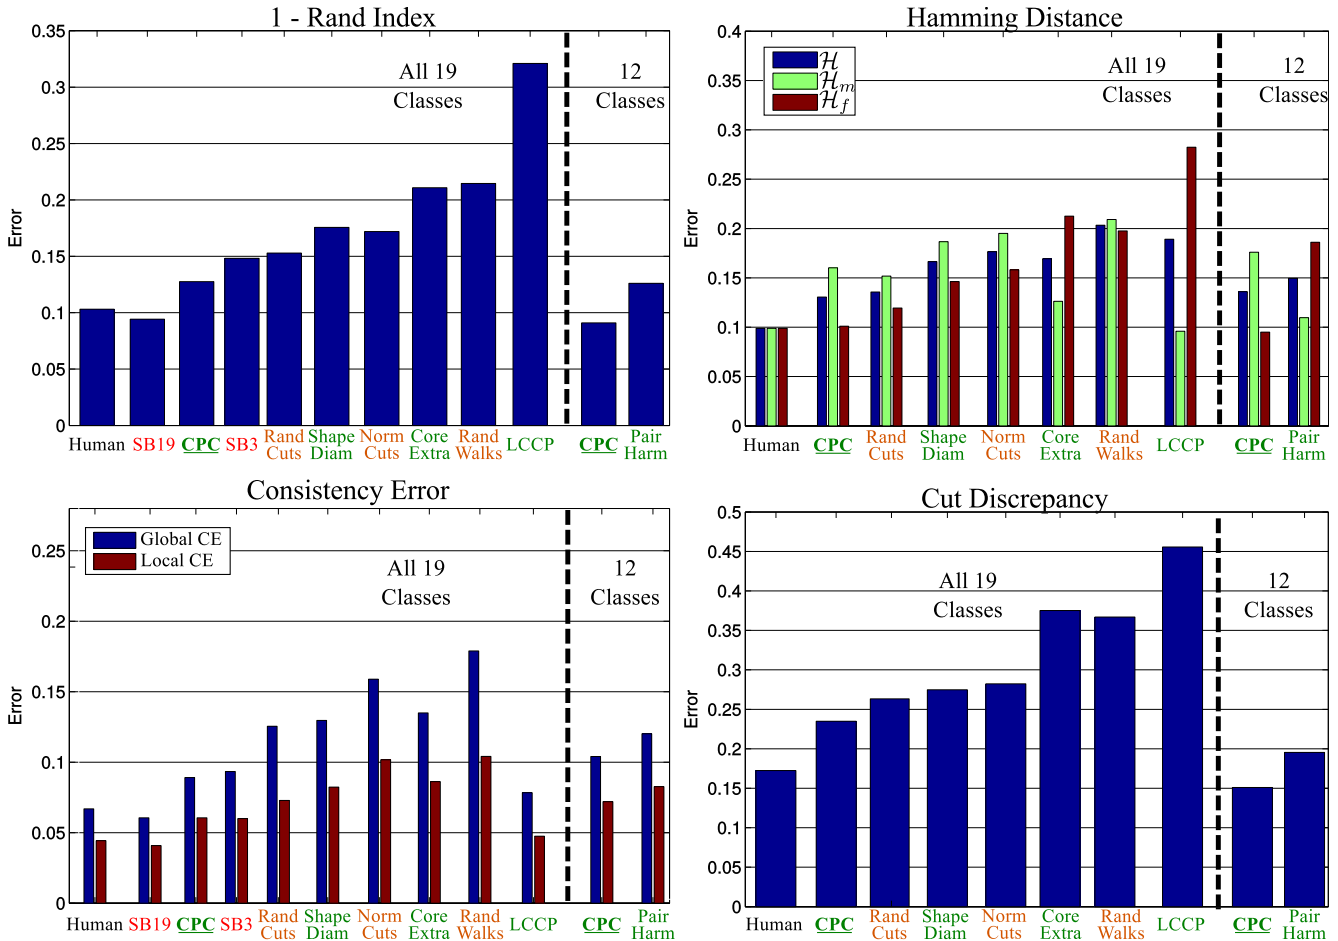 1 - Rand Index
0.35
0.3
0.25
0.2
0.15
0.1
0.05
0
Error
All 19
Classes
12
Classes
Human
SB19
CPC
SB3
Rand
Cuts
Shape
Diam
Norm
Cuts
Core
Extra
Rand
Walks
LCCP
CPC
Pair
Harm
Hamming Distance
0.4
0.35
0.3
0.25
0.2
0.15
0.1
0.05
0
Error
ℋ
ℋm
ℋf
All 19
Classes
12
Classes
Human
CPC
Rand
Cuts
Shape
Diam
Norm
Cuts
Core
Extra
Rand
Walks
LCCP
CPC
Pair
Harm
Consistency Error
0.25
0.2
0.15
0.1
0.05
0
Error
Global CE
Local CE
All 19
Classes
12
Classes
Human
SB19
CPC
SB3
Rand
Cuts
Shape
Diam
Norm
Cuts
Core
Extra
Rand
Walks
LCCP
CPC
Pair
Harm
Cut Discrepancy
0.5
0.45
0.4
0.35
0.3
0.25
0.2
0.15
0.1
0.05
0
Error
All 19
Classes
12
Classes
Human
CPC
Rand
Cuts
Shape
Diam
Norm
Cuts
Core
Extra
Rand
Walks
LCCP
CPC
Pair
Harm